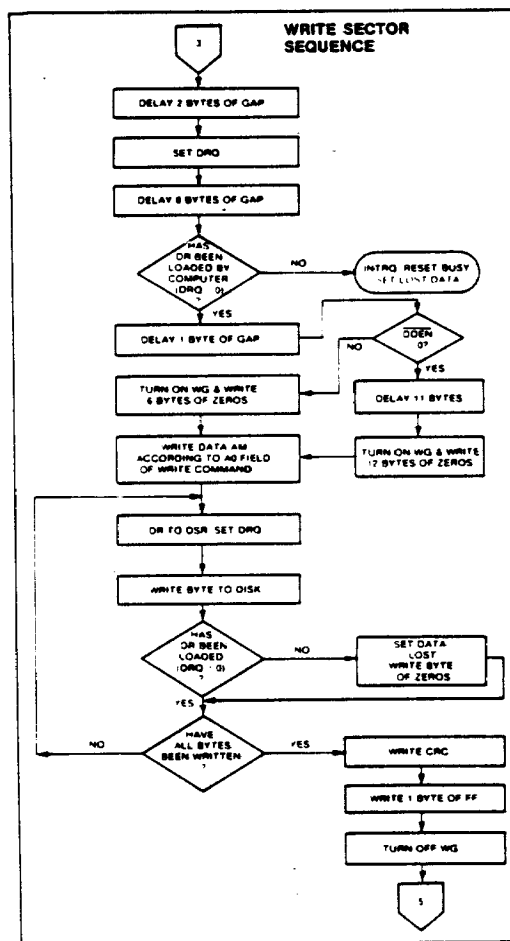 WRITE SECTOR
SEQUENCE
3
DELAY 2 BYTES OF GAP
SET DRQ
DELAY 8 BYTES OF GAP
HAS
DR BEEN
LOADED BY
COMPUTER
(DRQ 0)
?
NO
INTRQ RESET BUSY
SET LOST DATA
YES
DELAY 1 BYTE OF GAP
DDEN
0?
NO
YES
TURN ON WG & WRITE
6 BYTES OF ZEROS
DELAY 11 BYTES
WRITE DATA AM
ACCORDING TO A0 FIELD
OF WRITE COMMAND
TURN ON WG & WRITE
12 BYTES OF ZEROS
DR TO DSR SET DRQ
WRITE BYTE TO DISK
HAS
DR BEEN
LOADED
(DRQ 0)
?
NO
SET DATA
LOST
WRITE BYTE
OF ZEROS
YES
HAVE
ALL BYTES
BEEN WRITTEN
?
NO
YES
WRITE CRC
WRITE 1 BYTE OF FF
TURN OFF WG
5